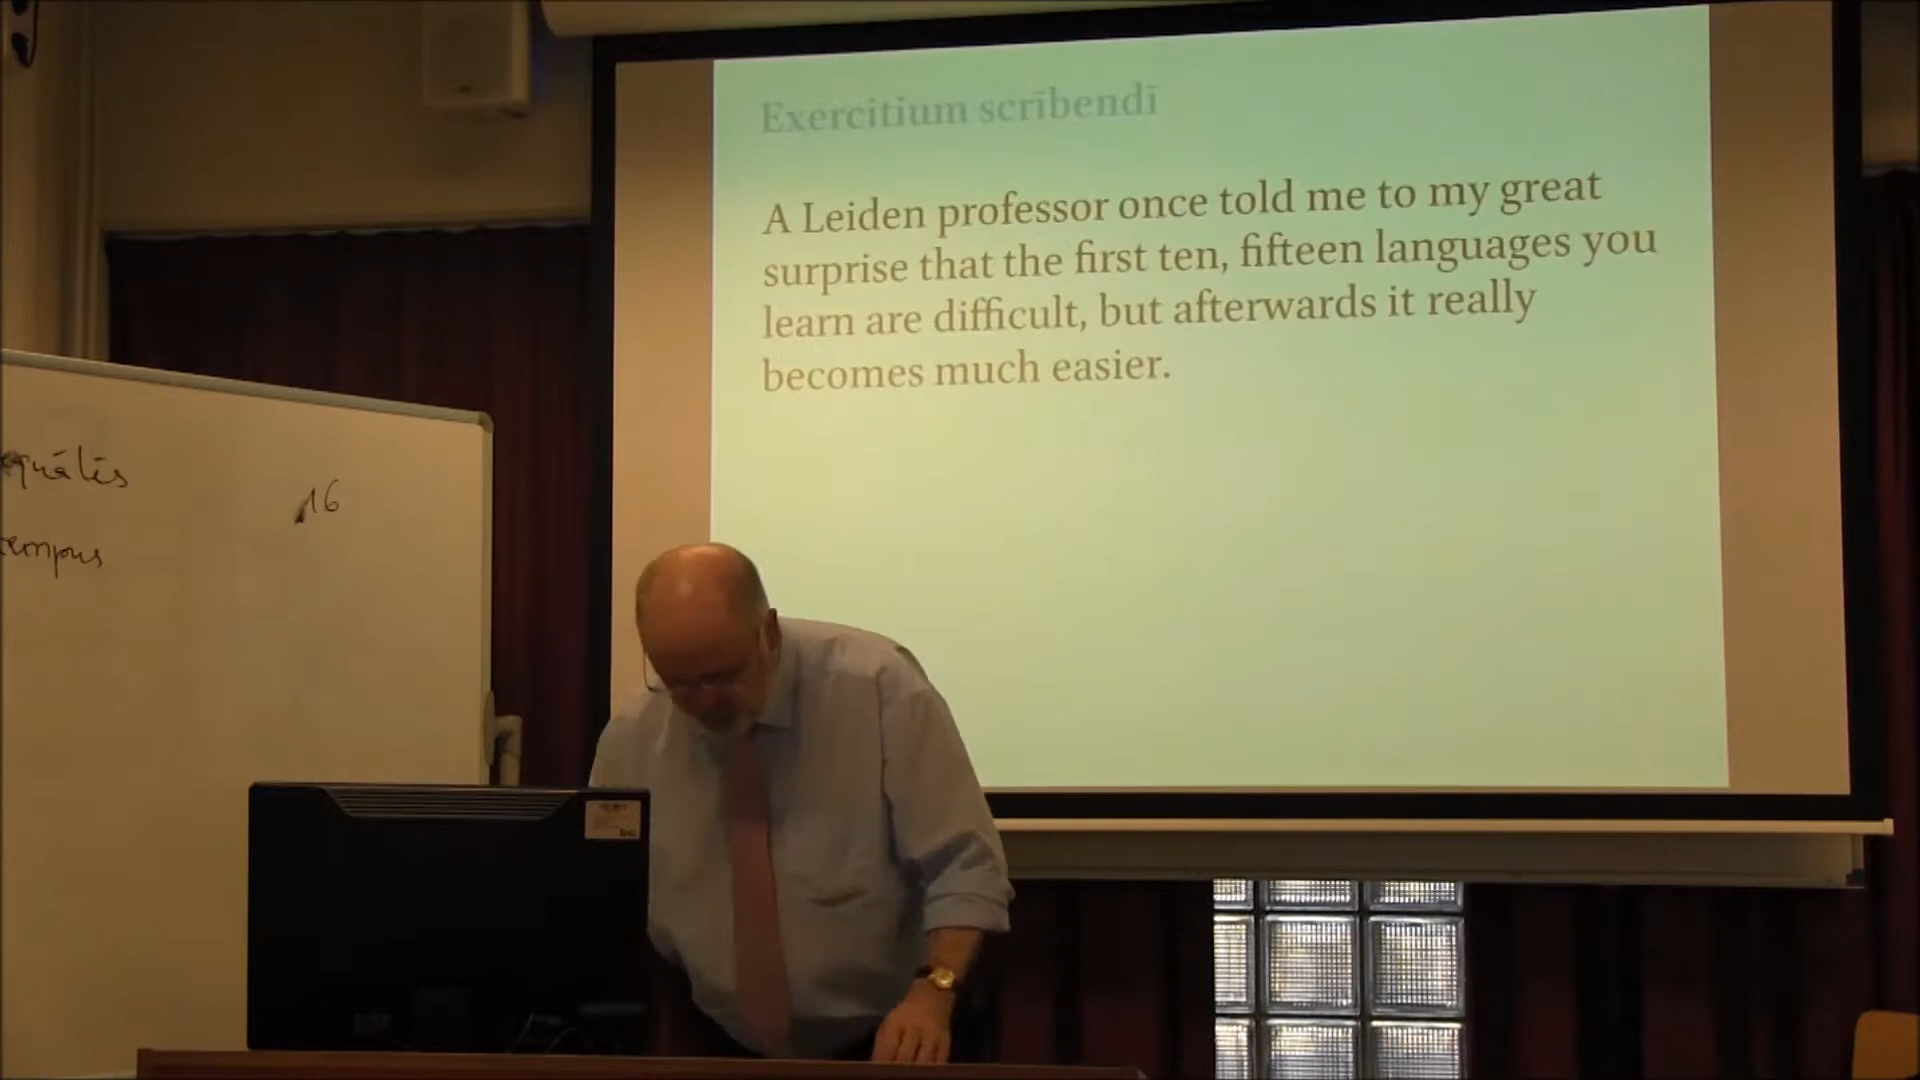 Exercitium scrībendī
A Leiden professor once told me to my great
surprise that the first ten, fifteen languages you
learn are difficult, but afterwards it really
becomes much easier.
16